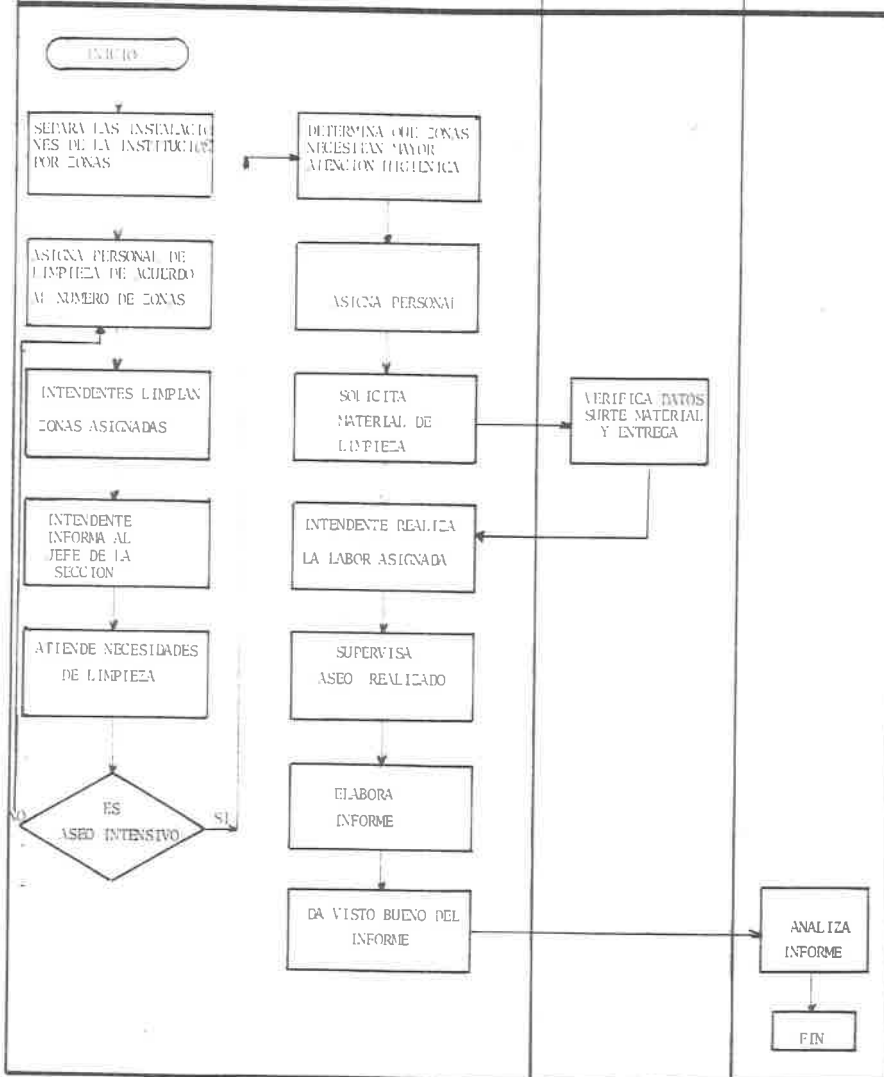 INICIO
SEPARA LAS INSTALACIO
NES DE LA INSTITUCION
POR ZONAS
ASIGNA PERSONAL DE
LIMPIEZA DE ACUERDO
AL NUMERO DE ZONAS
INTENDENTES LIMPIAN
ZONAS ASIGNADAS
INTENDENTE
INFORMA AL
JEFE DE LA
SECCION
ATIENDE NECESIDADES
DE LIMPIEZA
ES
ASEO INTENSIVO
NO
SI
DETERMINA QUE ZONAS
NECESITAN MAYOR
ATENCION HIGIENICA
ASIGNA PERSONAL
SOLICITA
MATERIAL DE
LIMPIEZA
VERIFICA DATOS
SURTE MATERIAL
Y ENTREGA
INTENDENTE REALIZA
LA LABOR ASIGNADA
SUPERVISA
ASEO REALIZADO
ELABORA
INFORME
DA VISTO BUENO DEL
INFORME
ANALIZA
INFORME
FIN